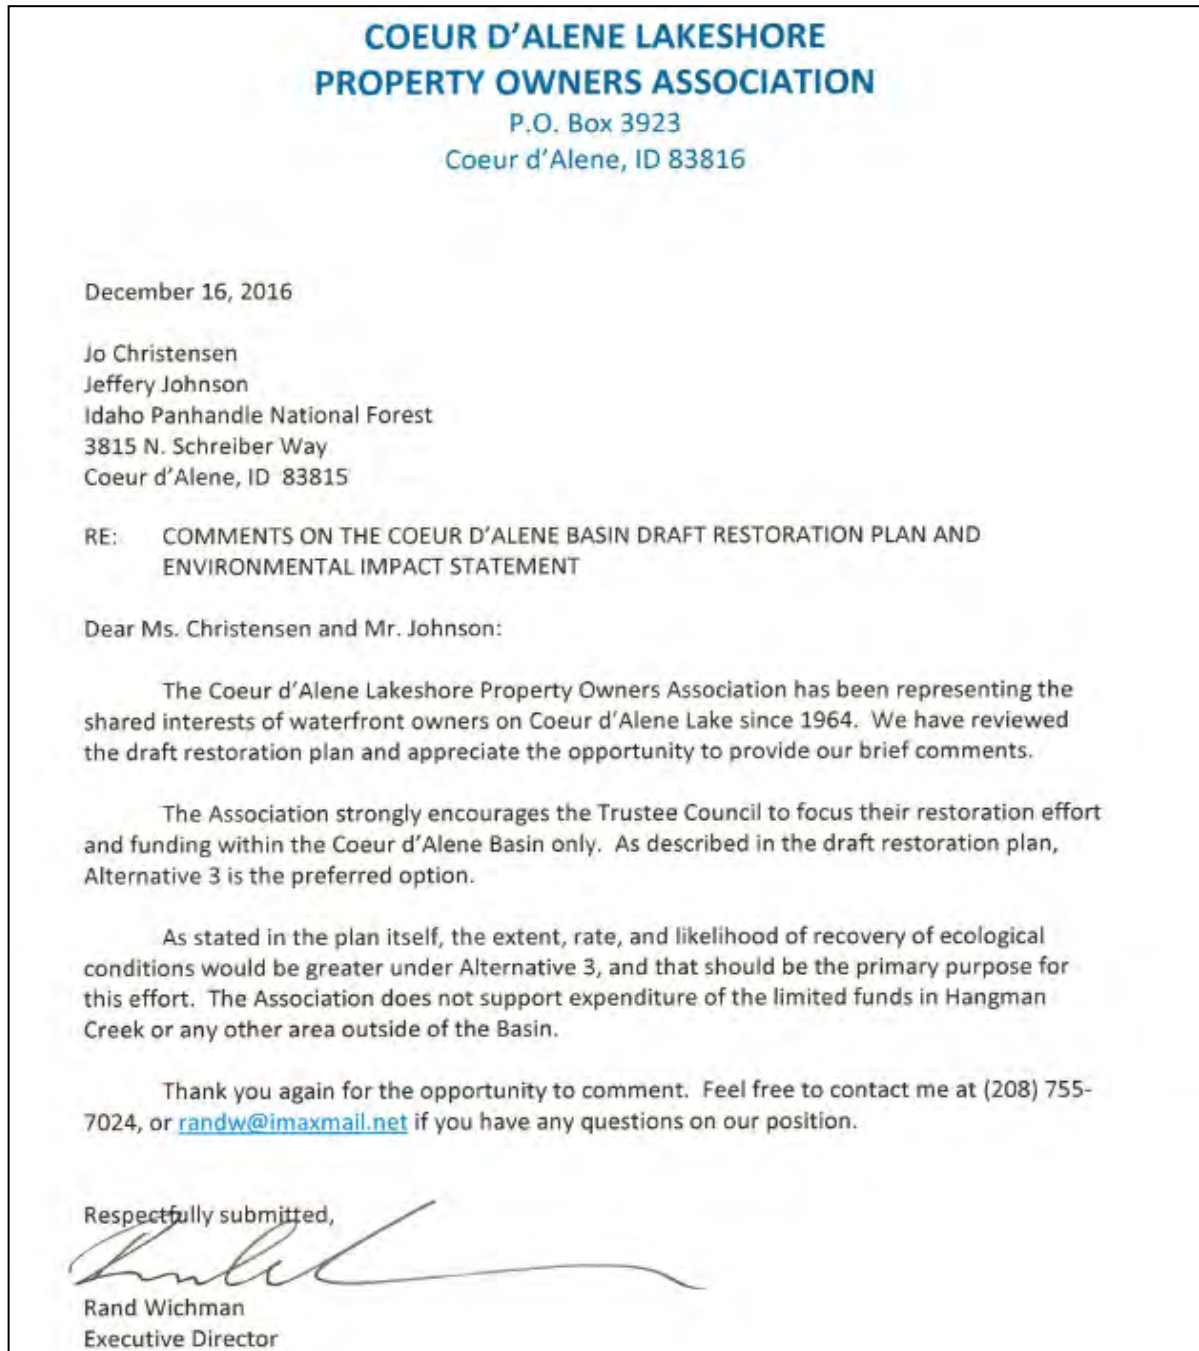 COEUR D’ALENE LAKESHORE
PROPERTY OWNERS ASSOCIATION
P.O. Box 3923
Coeur d’Alene, ID 83816
December 16, 2016
Jo Christensen
Jeffery Johnson
Idaho Panhandle National Forest
3815 N. Schreiber Way
Coeur d’Alene, ID  83815
RE: COMMENTS ON THE COEUR D’ALENE BASIN DRAFT RESTORATION PLAN AND
ENVIRONMENTAL IMPACT STATEMENT
Dear Ms. Christensen and Mr. Johnson:
The Coeur d’Alene Lakeshore Property Owners Association has been representing the
shared interests of waterfront owners on Coeur d’Alene Lake since 1964.  We have reviewed
the draft restoration plan and appreciate the opportunity to provide our brief comments.
The Association strongly encourages the Trustee Council to focus their restoration effort
and funding within the Coeur d’Alene Basin only.  As described in the draft restoration plan,
Alternative 3 is the preferred option.
As stated in the plan itself, the extent, rate, and likelihood of recovery of ecological
conditions would be greater under Alternative 3, and that should be the primary purpose for
this effort.  The Association does not support expenditure of the limited funds in Hangman
Creek or any other area outside of the Basin.
Thank you again for the opportunity to comment.  Feel free to contact me at (208) 755-
7024, or randw@imaxmail.net if you have any questions on our position.
Respectfully submitted,
Rand Wichman
Executive Director